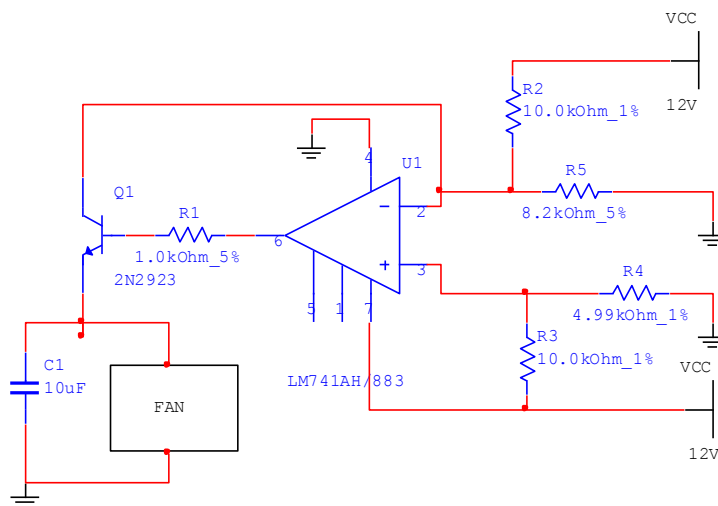 VCC
12V
R2
10.0kOhm_1%
U1
4
Q1
R5
8.2kOhm_5%
R1
1.0kOhm_5%
2
6
3
2N2923
R4
4.99kOhm_1%
5
1
7
R3
10.0kOhm_1%
C1
10uF
LM741AH/883
VCC
FAN
12V